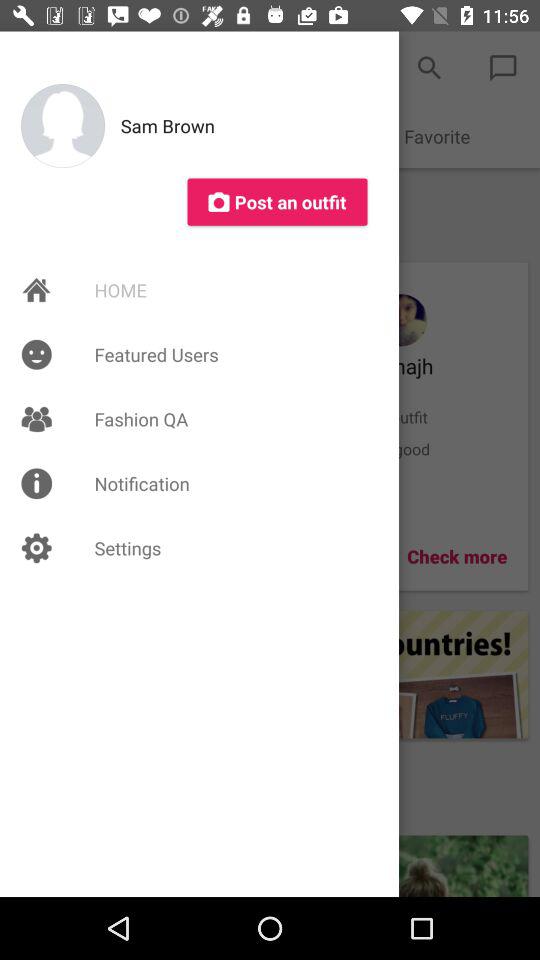 11:56
Sam Brown
Favorite
Post an outfit
HOME
Featured Users
Fashion QA
Notification
Settings
najh
utfit
good
Check more
ountries!
FLUFFY